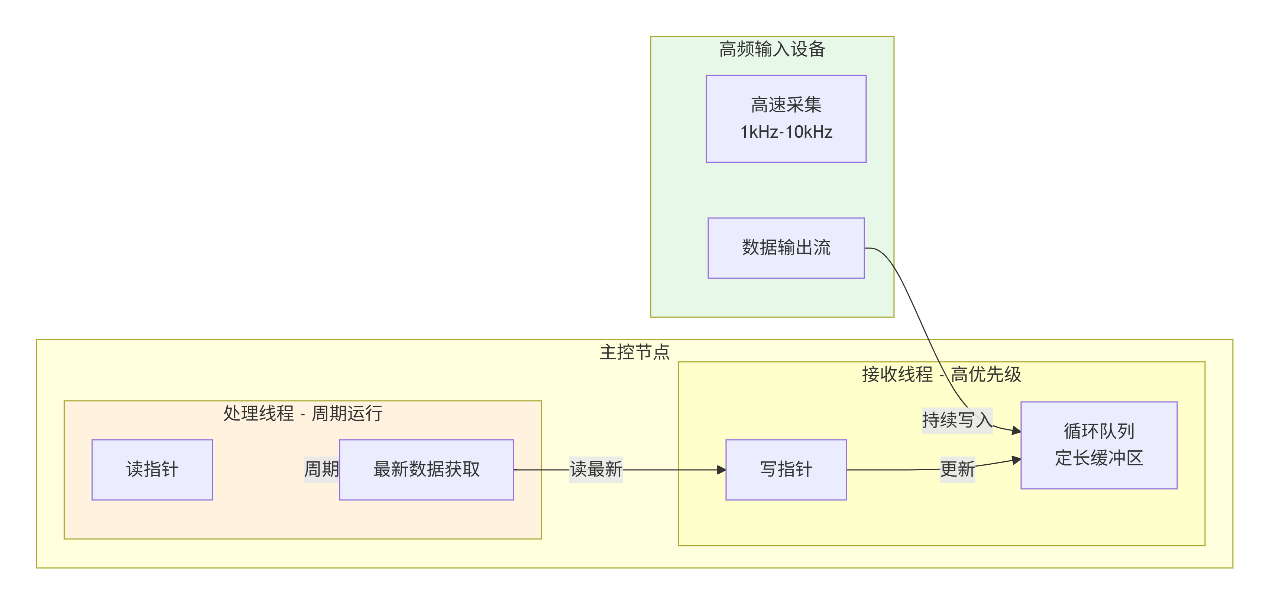 高频输入设备
高速采集
1kHz-10kHz
数据输出流
主控节点
接收线程 - 高优先级
处理线程 - 周期运行
持续写入
循环队列
定长缓冲区
读指针
周期
最新数据获取
读最新
写指针
更新